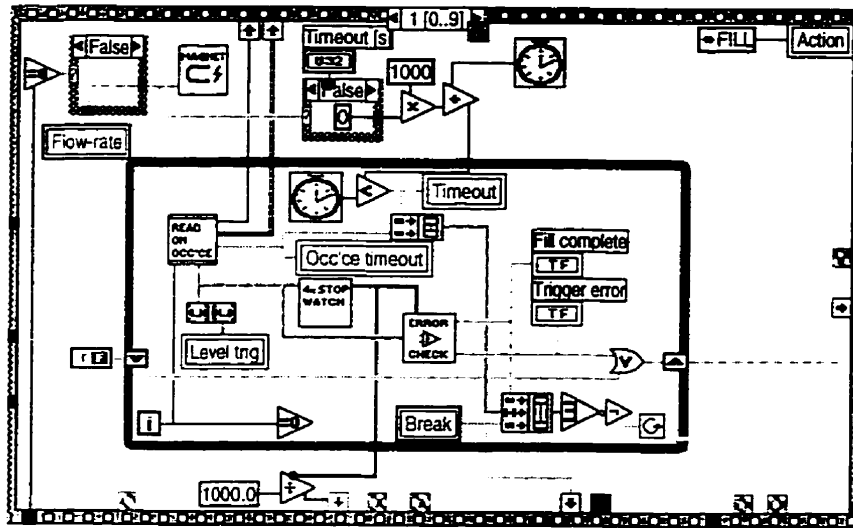 1 [0..9]
False
MAGNET
Timeout [s
U32
1000
FILL
Action
False
0
×
+
Flow-rate
<
Timeout
READ
ON
OCC'CE
Occ'ce timeout
Fill complete
TF
STOP
WATCH
Trigger error
TF
ERROR
CHECK
Level trig
V
i
Break
1000.0
÷